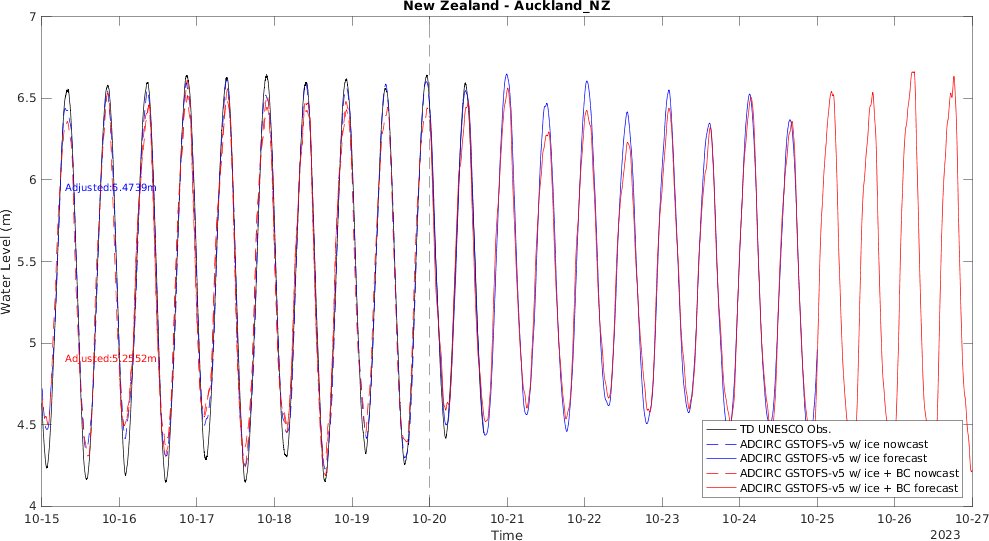 New Zealand - Auckland_NZ
7
6.5
6
5.5
5
4.5
4
Water Level (m)
Adjusted:5.4739m
Adjusted:5.2552m
TD UNESCO Obs.
ADCIRC GSTOFS-v5 w/ ice nowcast
ADCIRC GSTOFS-v5 w/ ice forecast
ADCIRC GSTOFS-v5 w/ ice + BC nowcast
ADCIRC GSTOFS-v5 w/ ice + BC forecast
10-15 10-16 10-17 10-18 10-19 10-20 10-21 10-22 10-23 10-24 10-25 10-26 10-27
Time
2023